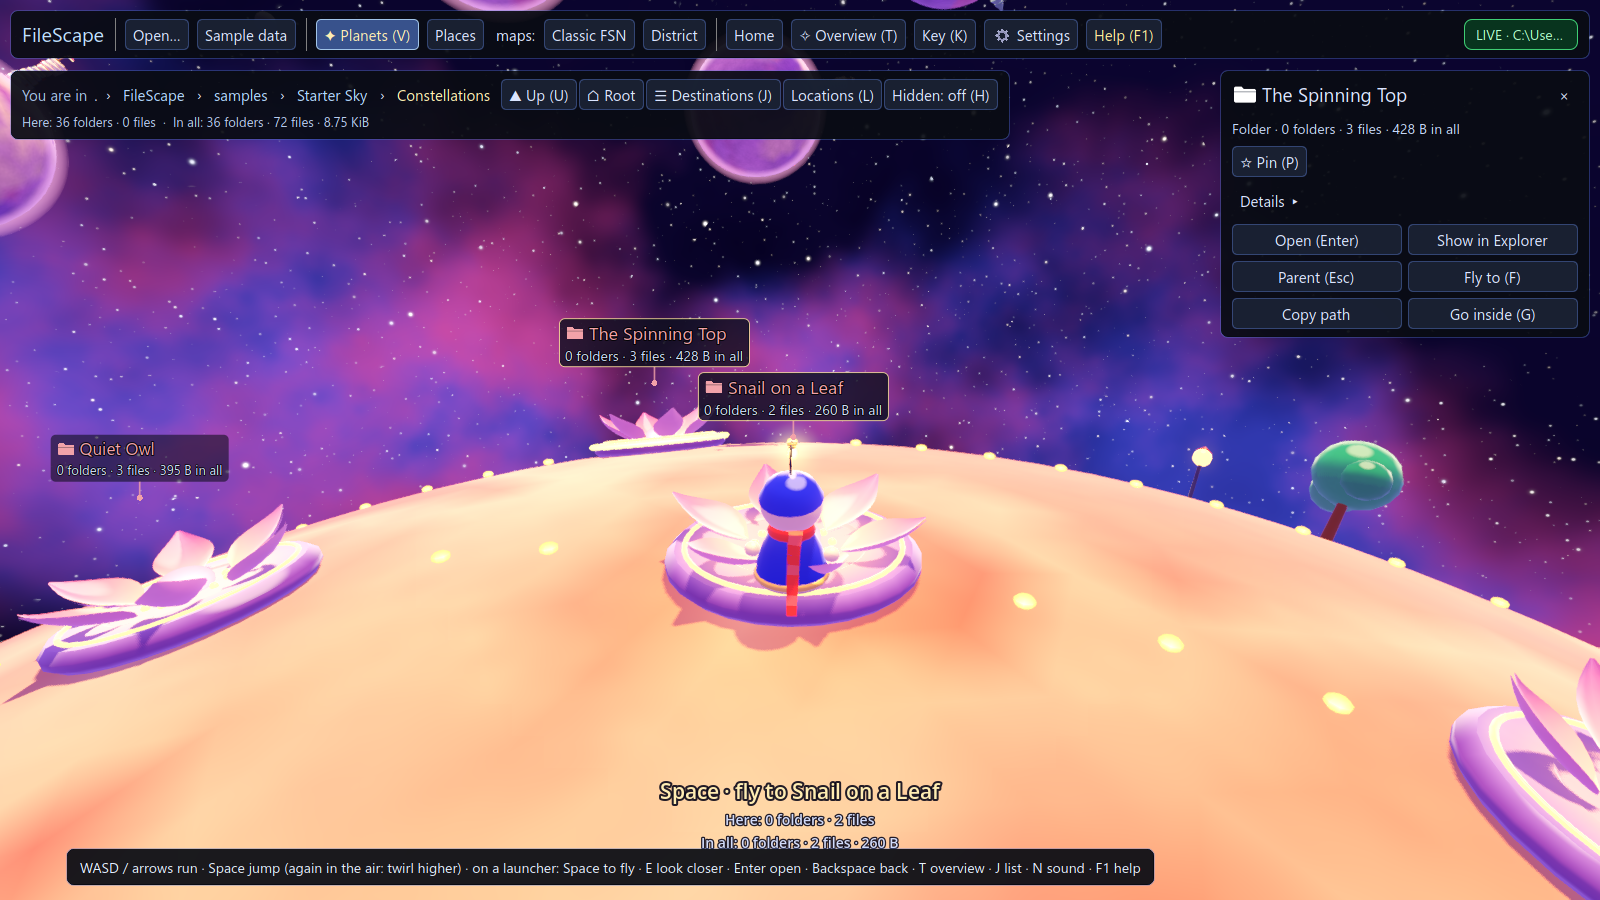 FileScape Open... Sample data ✦ Planets (V) Places maps: Classic FSN District Home ✧ Overview (T) Key (K) ⚙ Settings Help (F1) LIVE · C:\Use...
You are in . › FileScape › samples › Starter Sky › Constellations ▲ Up (U) ⌂ Root ☰ Destinations (J) Locations (L) Hidden: off (H)
Here: 36 folders · 0 files · In all: 36 folders · 72 files · 8.75 KiB
The Spinning Top ×
Folder · 0 folders · 3 files · 428 B in all
☆ Pin (P)
Details ▸
Open (Enter) Show in Explorer
Parent (Esc) Fly to (F)
Copy path Go inside (G)
The Spinning Top
0 folders · 3 files · 428 B in all
Snail on a Leaf
0 folders · 2 files · 260 B in all
Quiet Owl
0 folders · 3 files · 395 B in all
Space · fly to Snail on a Leaf
Here: 0 folders · 2 files
In all: 0 folders · 2 files · 260 B
WASD / arrows run · Space jump (again in the air: twirl higher) · on a launcher: Space to fly · E look closer · Enter open · Backspace back · T overview · J list · N sound · F1 help